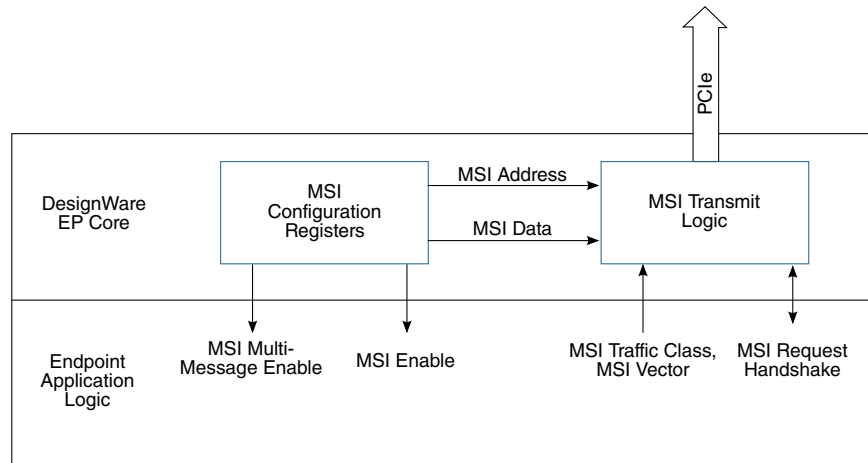 PCIe
DesignWare
EP Core
MSI
Configuration
Registers
MSI Address
MSI Data
MSI Transmit
Logic
Endpoint
Application
Logic
MSI Multi-
Message Enable
MSI Enable
MSI Traffic Class,
MSI Vector
MSI Request
Handshake